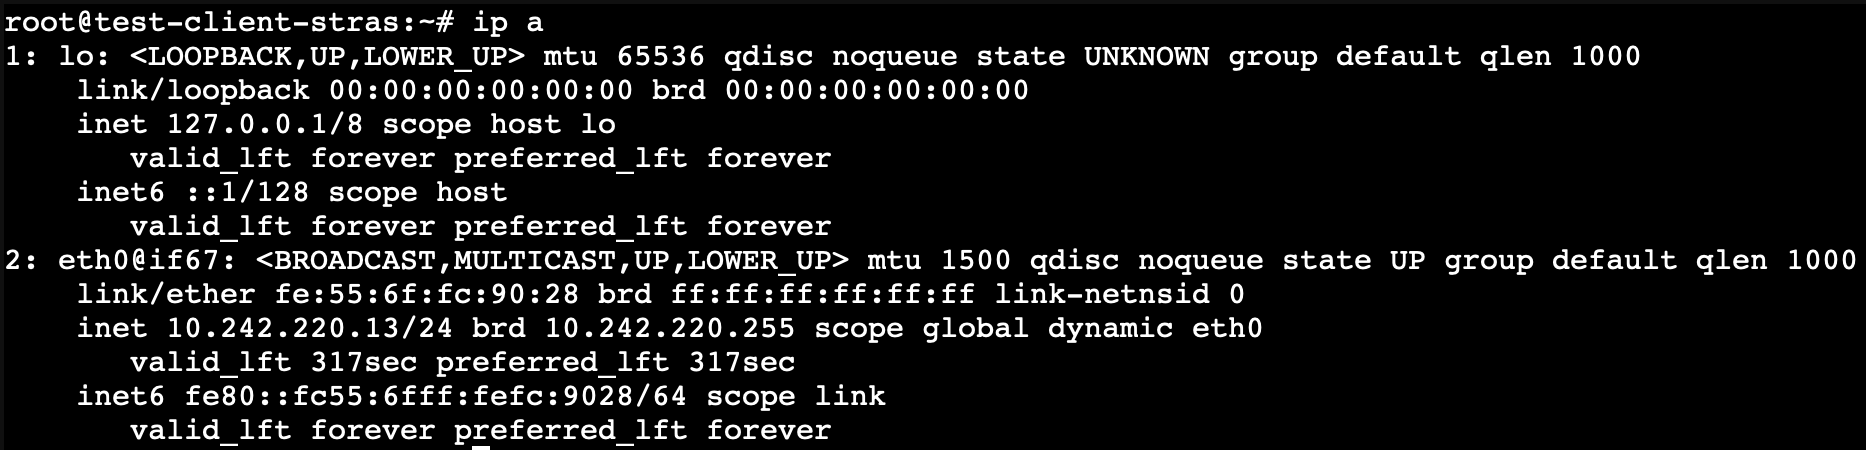 root@test-client-stras:~# ip a
1: lo: <LOOPBACK,UP,LOWER_UP> mtu 65536 qdisc noqueue state UNKNOWN group default qlen 1000
    link/loopback 00:00:00:00:00:00 brd 00:00:00:00:00:00
    inet 127.0.0.1/8 scope host lo
       valid_lft forever preferred_lft forever
    inet6 ::1/128 scope host
       valid_lft forever preferred_lft forever
2: eth0@if67: <BROADCAST,MULTICAST,UP,LOWER_UP> mtu 1500 qdisc noqueue state UP group default qlen 1000
    link/ether fe:55:6f:fc:90:28 brd ff:ff:ff:ff:ff:ff link-netnsid 0
    inet 10.242.220.13/24 brd 10.242.220.255 scope global dynamic eth0
       valid_lft 317sec preferred_lft 317sec
    inet6 fe80::fc55:6fff:fefc:9028/64 scope link
       valid_lft forever preferred_lft forever